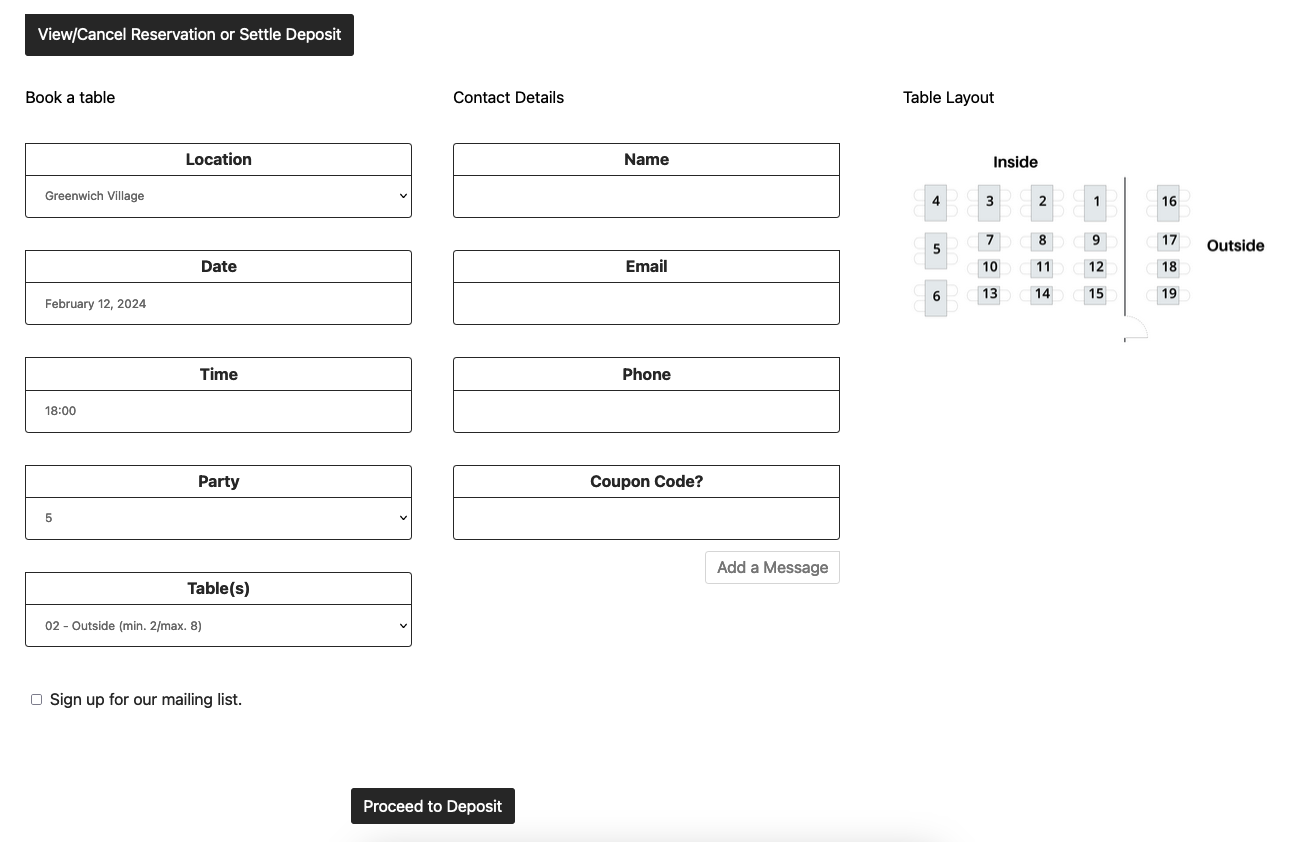 View/Cancel Reservation or Settle Deposit
Book a table
Location
Greenwich Village
Date
February 12, 2024
Time
18:00
Party
5
Table(s)
02 - Outside (min. 2/max. 8)
Sign up for our mailing list.
Contact Details
Name
Email
Phone
Coupon Code?
Add a Message
Table Layout
Inside
4 3 2 1 16
5 7 8 9 17 Outside
10 11 12 18
6 13 14 15 19
Proceed to Deposit